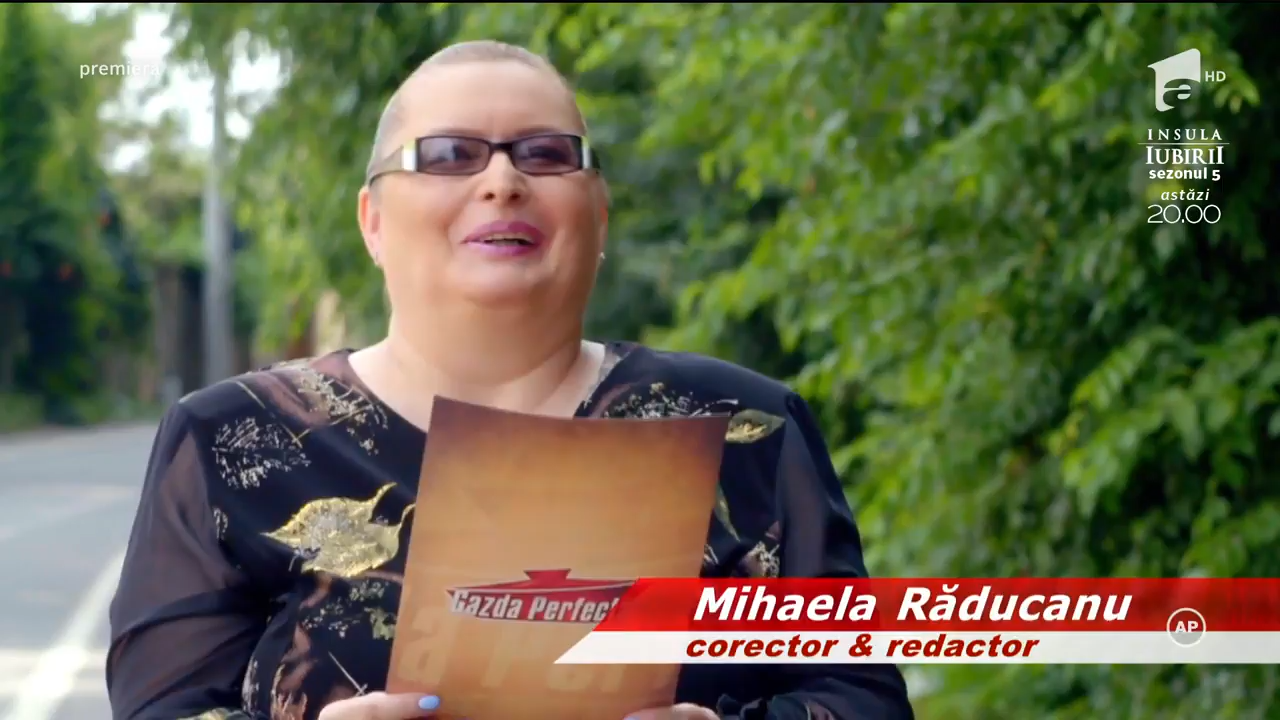 premiera
HD
INSULA
IUBIRII
sezonul 5
astăzi
20.00
Gazda Perfect
Mihaela Răducanu
corector & redactor
AP